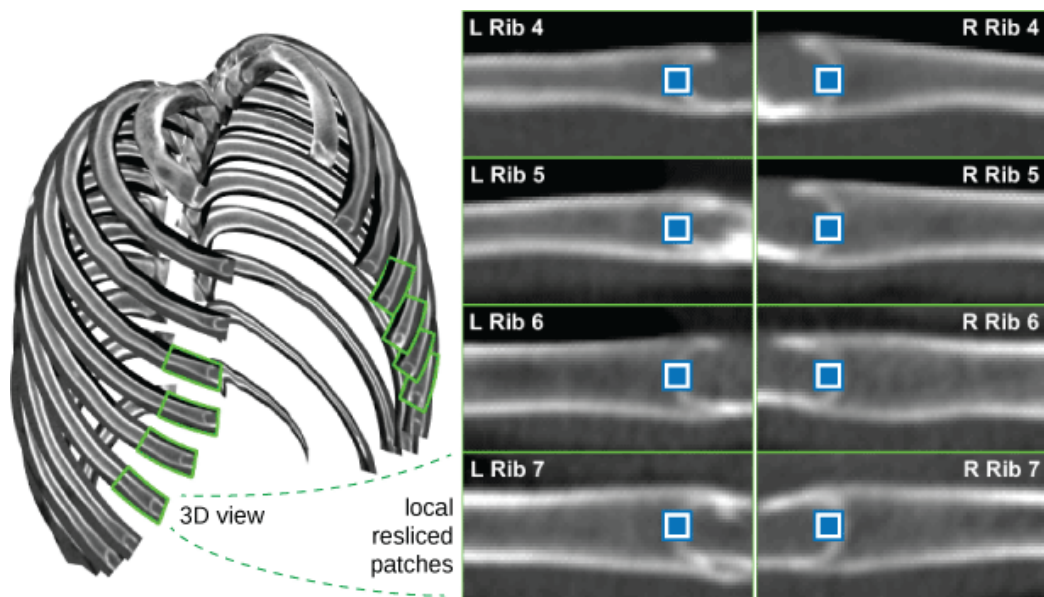 L Rib 4
R Rib 4
L Rib 5
R Rib 5
L Rib 6
R Rib 6
L Rib 7
R Rib 7
3D view
local
resliced
patches